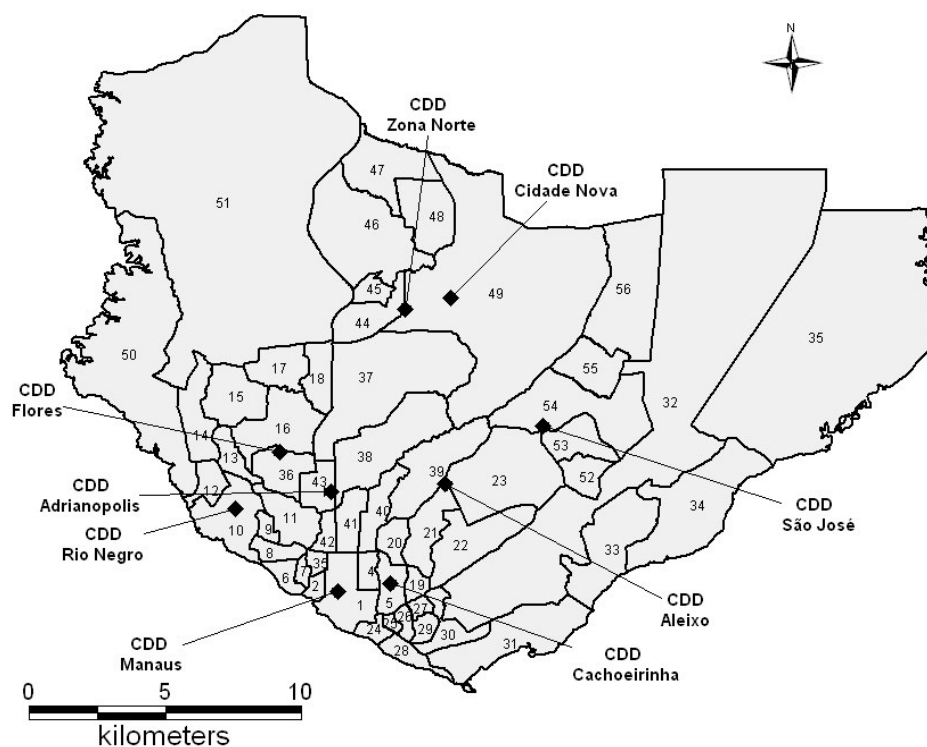 N
CDD
Zona Norte
CDD
Cidade Nova
47
51
46
48
45
49
56
44
35
50
17
18
37
55
CDD
Flores
15
54
32
16
14
13
38
53
36
39
23
52
CDD
Adrianopolis
43
12
34
CDD
São José
CDD
Rio Negro
10
11
9
41
40
42
20
21
22
33
8
35
6
7
2
4
19
1
5
27
26
CDD
Aleixo
CDD
Manaus
24
25
29
30
31
28
CDD
Cachoeirinha
0 5 10
kilometers